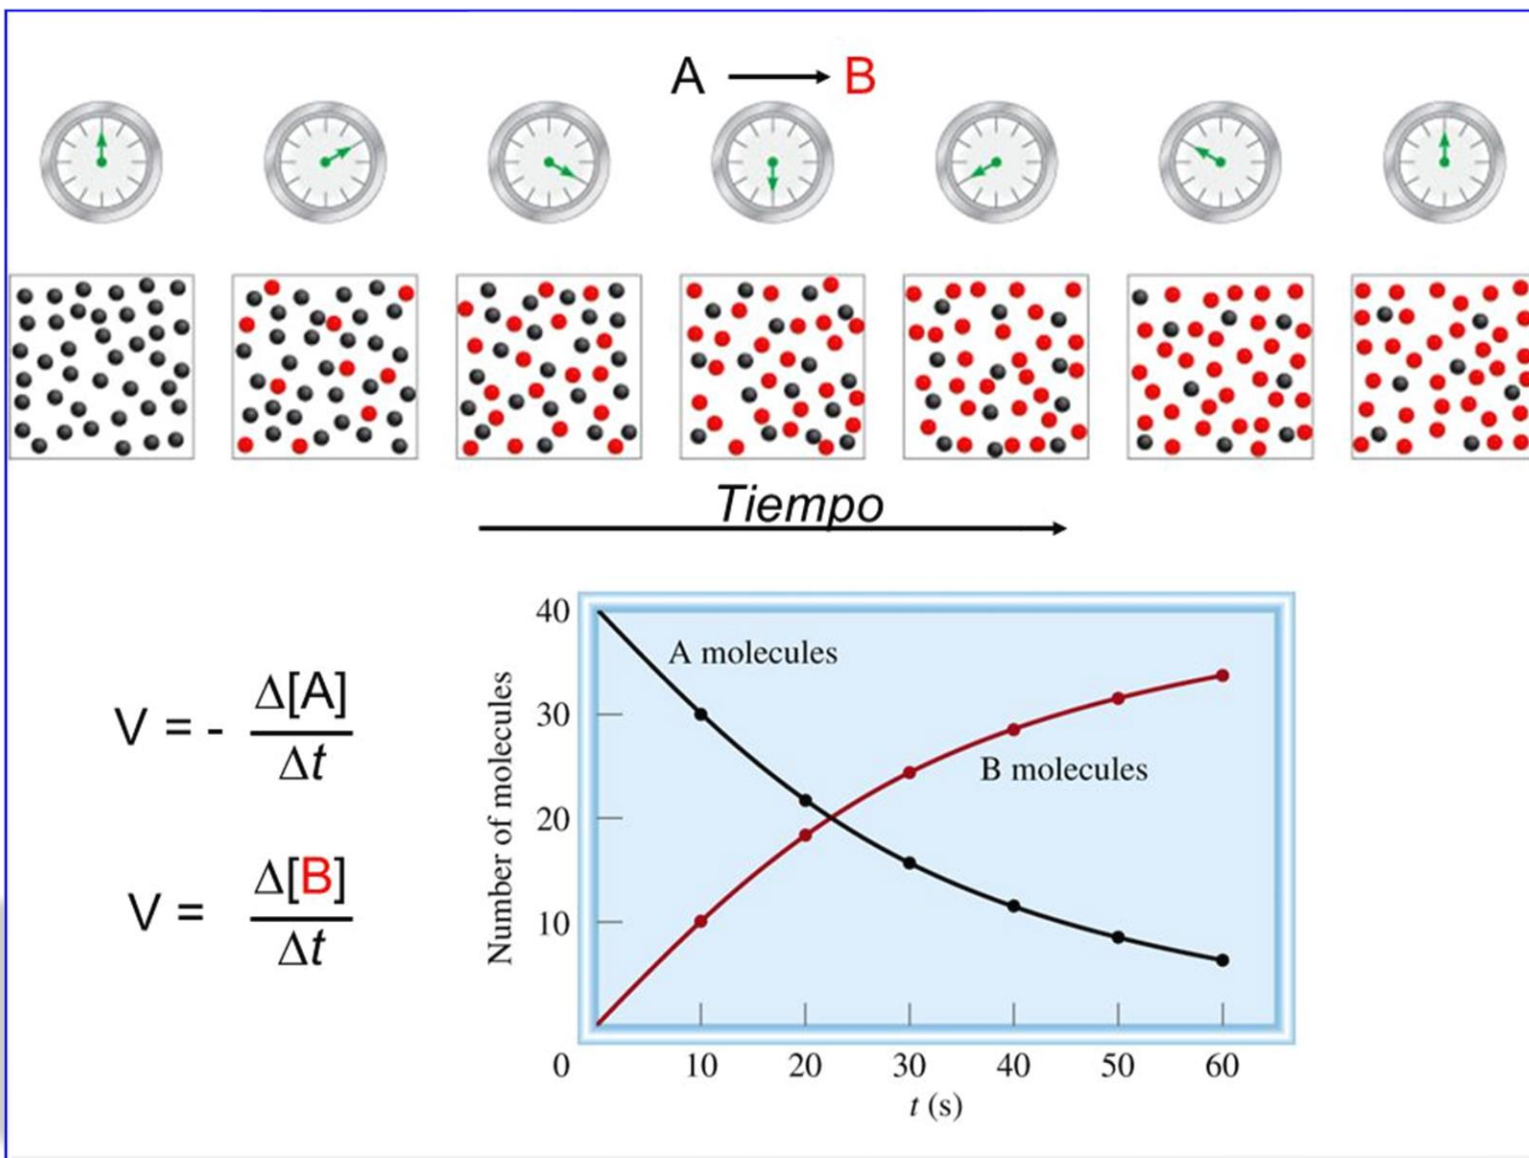 A → B
Tiempo
V = - Δ[A]
Δt
V = Δ[B]
Δt
40
30
20
10
0
Number of molecules
A molecules
B molecules
10 20 30 40 50 60
t (s)